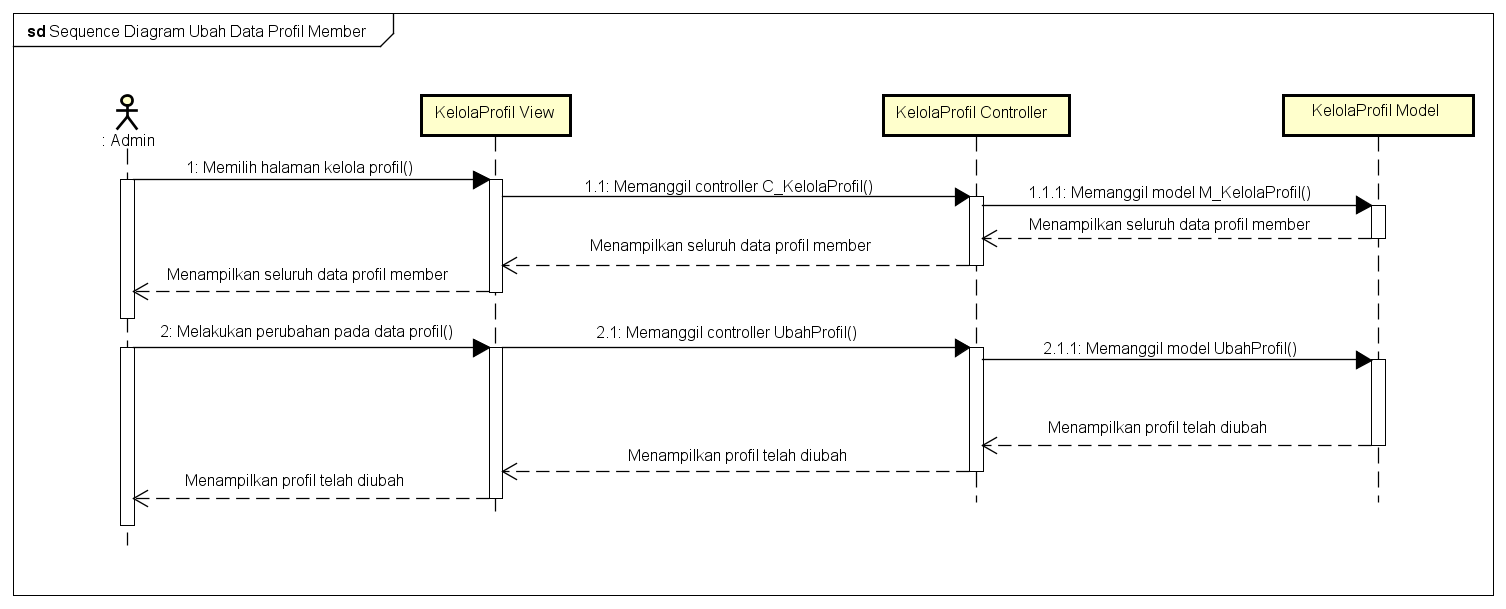 sd Sequence Diagram Ubah Data Profil Member
: Admin
KelolaProfil View
KelolaProfil Controller
KelolaProfil Model
1: Memilih halaman kelola profil()
1.1: Memanggil controller C_KelolaProfil()
1.1.1: Memanggil model M_KelolaProfil()
Menampilkan seluruh data profil member
Menampilkan seluruh data profil member
Menampilkan seluruh data profil member
2: Melakukan perubahan pada data profil()
2.1: Memanggil controller UbahProfil()
2.1.1: Memanggil model UbahProfil()
Menampilkan profil telah diubah
Menampilkan profil telah diubah
Menampilkan profil telah diubah